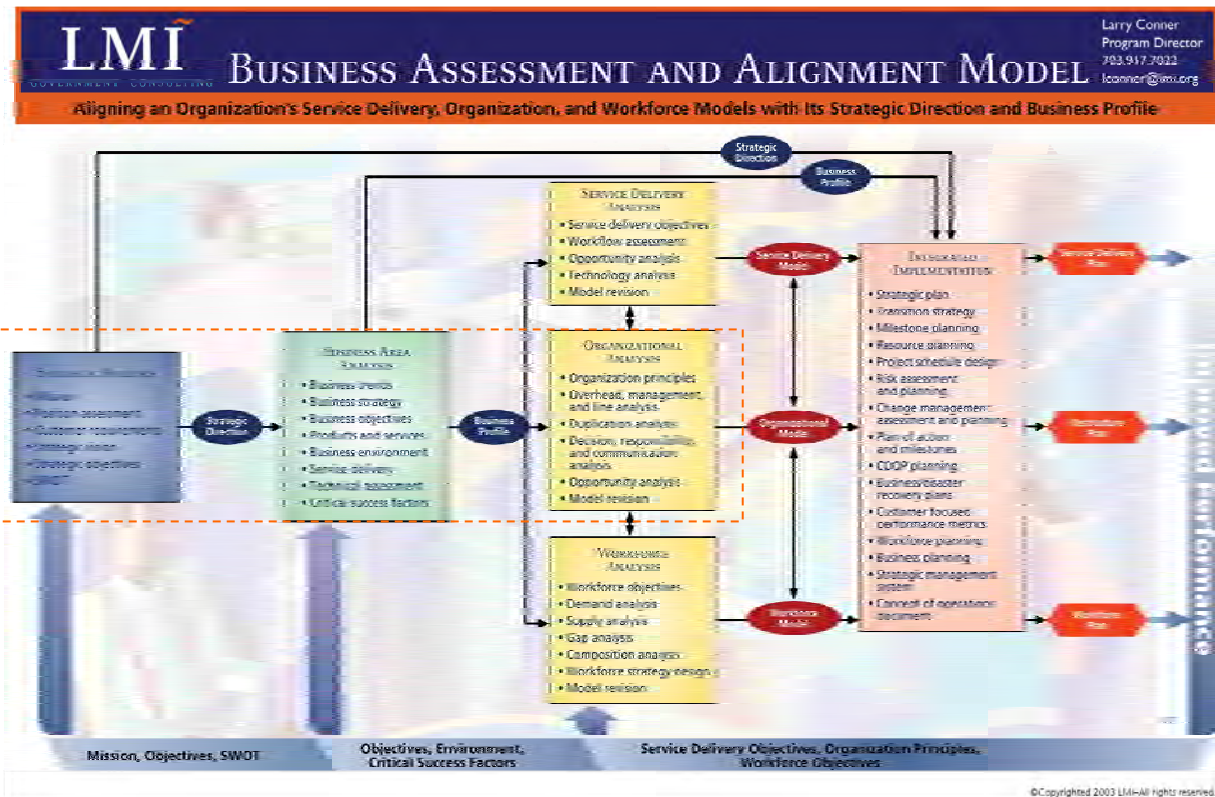 LMI
GOVERNMENT CONSULTING
BUSINESS ASSESSMENT AND ALIGNMENT MODEL
Larry Conner
Program Director
703.917.7022
lconner@lmi.org
Aligning an Organization's Service Delivery, Organization, and Workforce Models with Its Strategic Direction and Business Profile
Strategic
Direction
Business
Profile
SERVICE DELIVERY
ANALYSIS
• Service delivery objectives
• Workflow assessment
• Opportunity analysis
• Technology analysis
• Model revision
Service Delivery
Model
INTEGRATED
IMPLEMENTATION
• Strategic plan
• Transition strategy
• Milestone planning
• Resource planning
• Project schedule design
• Risk assessment
and planning
• Change management
assessment and planning
• Plan of action
and milestones
• COOP planning
• Business/disaster
recovery plans
• Customer focused
performance metrics
• Workforce planning
• Business planning
• Strategic management
system
• Concept of operations
document
Service Delivery
Plan
• Position assessment
• Customer requirements
• Strategic objectives
Strategic
Direction
BUSINESS AREA
ANALYSIS
• Business trends
• Business strategy
• Business objectives
• Products and services
• Business environment
• Service delivery
• Technical assessment
• Critical success factors
Business
Profile
ORGANIZATIONAL
ANALYSIS
• Organization principles
• Overhead, management,
and line analysis
• Duplication analysis
• Decision, responsibility,
and communication
analysis
• Opportunity analysis
• Model revision
Organizational
Model
Plan
WORKFORCE
ANALYSIS
• Workforce objectives
• Demand analysis
• Supply analysis
• Gap analysis
• Composition analysis
• Workforce strategy design
• Model revision
Workforce
Model
Workforce
Plan
Performance
Mission, Objectives, SWOT
Objectives, Environment,
Critical Success Factors
Service Delivery Objectives, Organization Principles,
Workforce Objectives
©Copyrighted 2003 LMI-All rights reserved